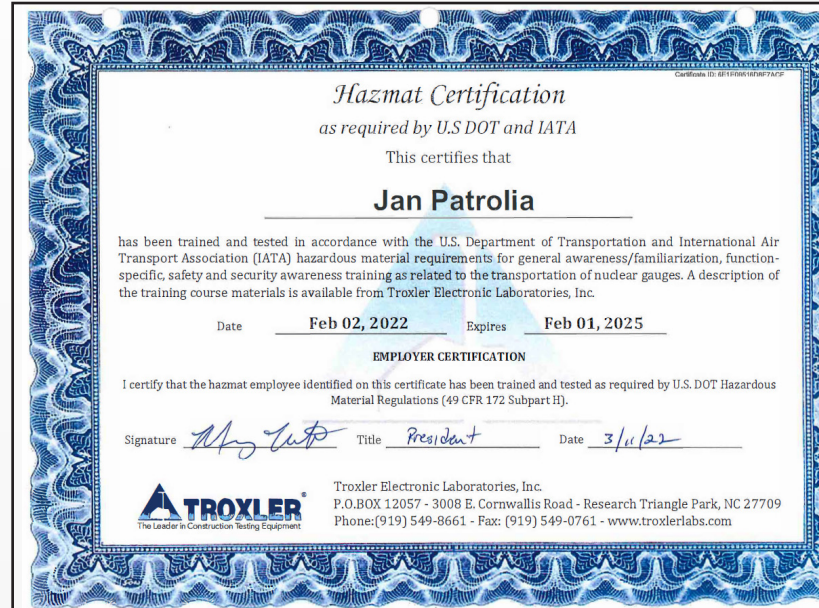 Certificate ID: 6E1E09516D8F7ACF
Hazmat Certification
as required by U.S DOT and IATA
This certifies that
Jan Patrolia
has been trained and tested in accordance with the U.S. Department of Transportation and International Air
Transport Association (IATA) hazardous material requirements for general awareness/familiarization, function-
specific, safety and security awareness training as related to the transportation of nuclear gauges. A description of
the training course materials is available from Troxler Electronic Laboratories, Inc.
Date Feb 02, 2022 Expires Feb 01, 2025
EMPLOYER CERTIFICATION
I certify that the hazmat employee identified on this certificate has been trained and tested as required by U.S. DOT Hazardous
Material Regulations (49 CFR 172 Subpart H).
Signature Title President Date 3/11/22
TROXLER®
The Leader in Construction Testing Equipment
Troxler Electronic Laboratories, Inc.
P.O.BOX 12057 - 3008 E. Cornwallis Road - Research Triangle Park, NC 27709
Phone:(919) 549-8661 - Fax: (919) 549-0761 - www.troxlerlabs.com